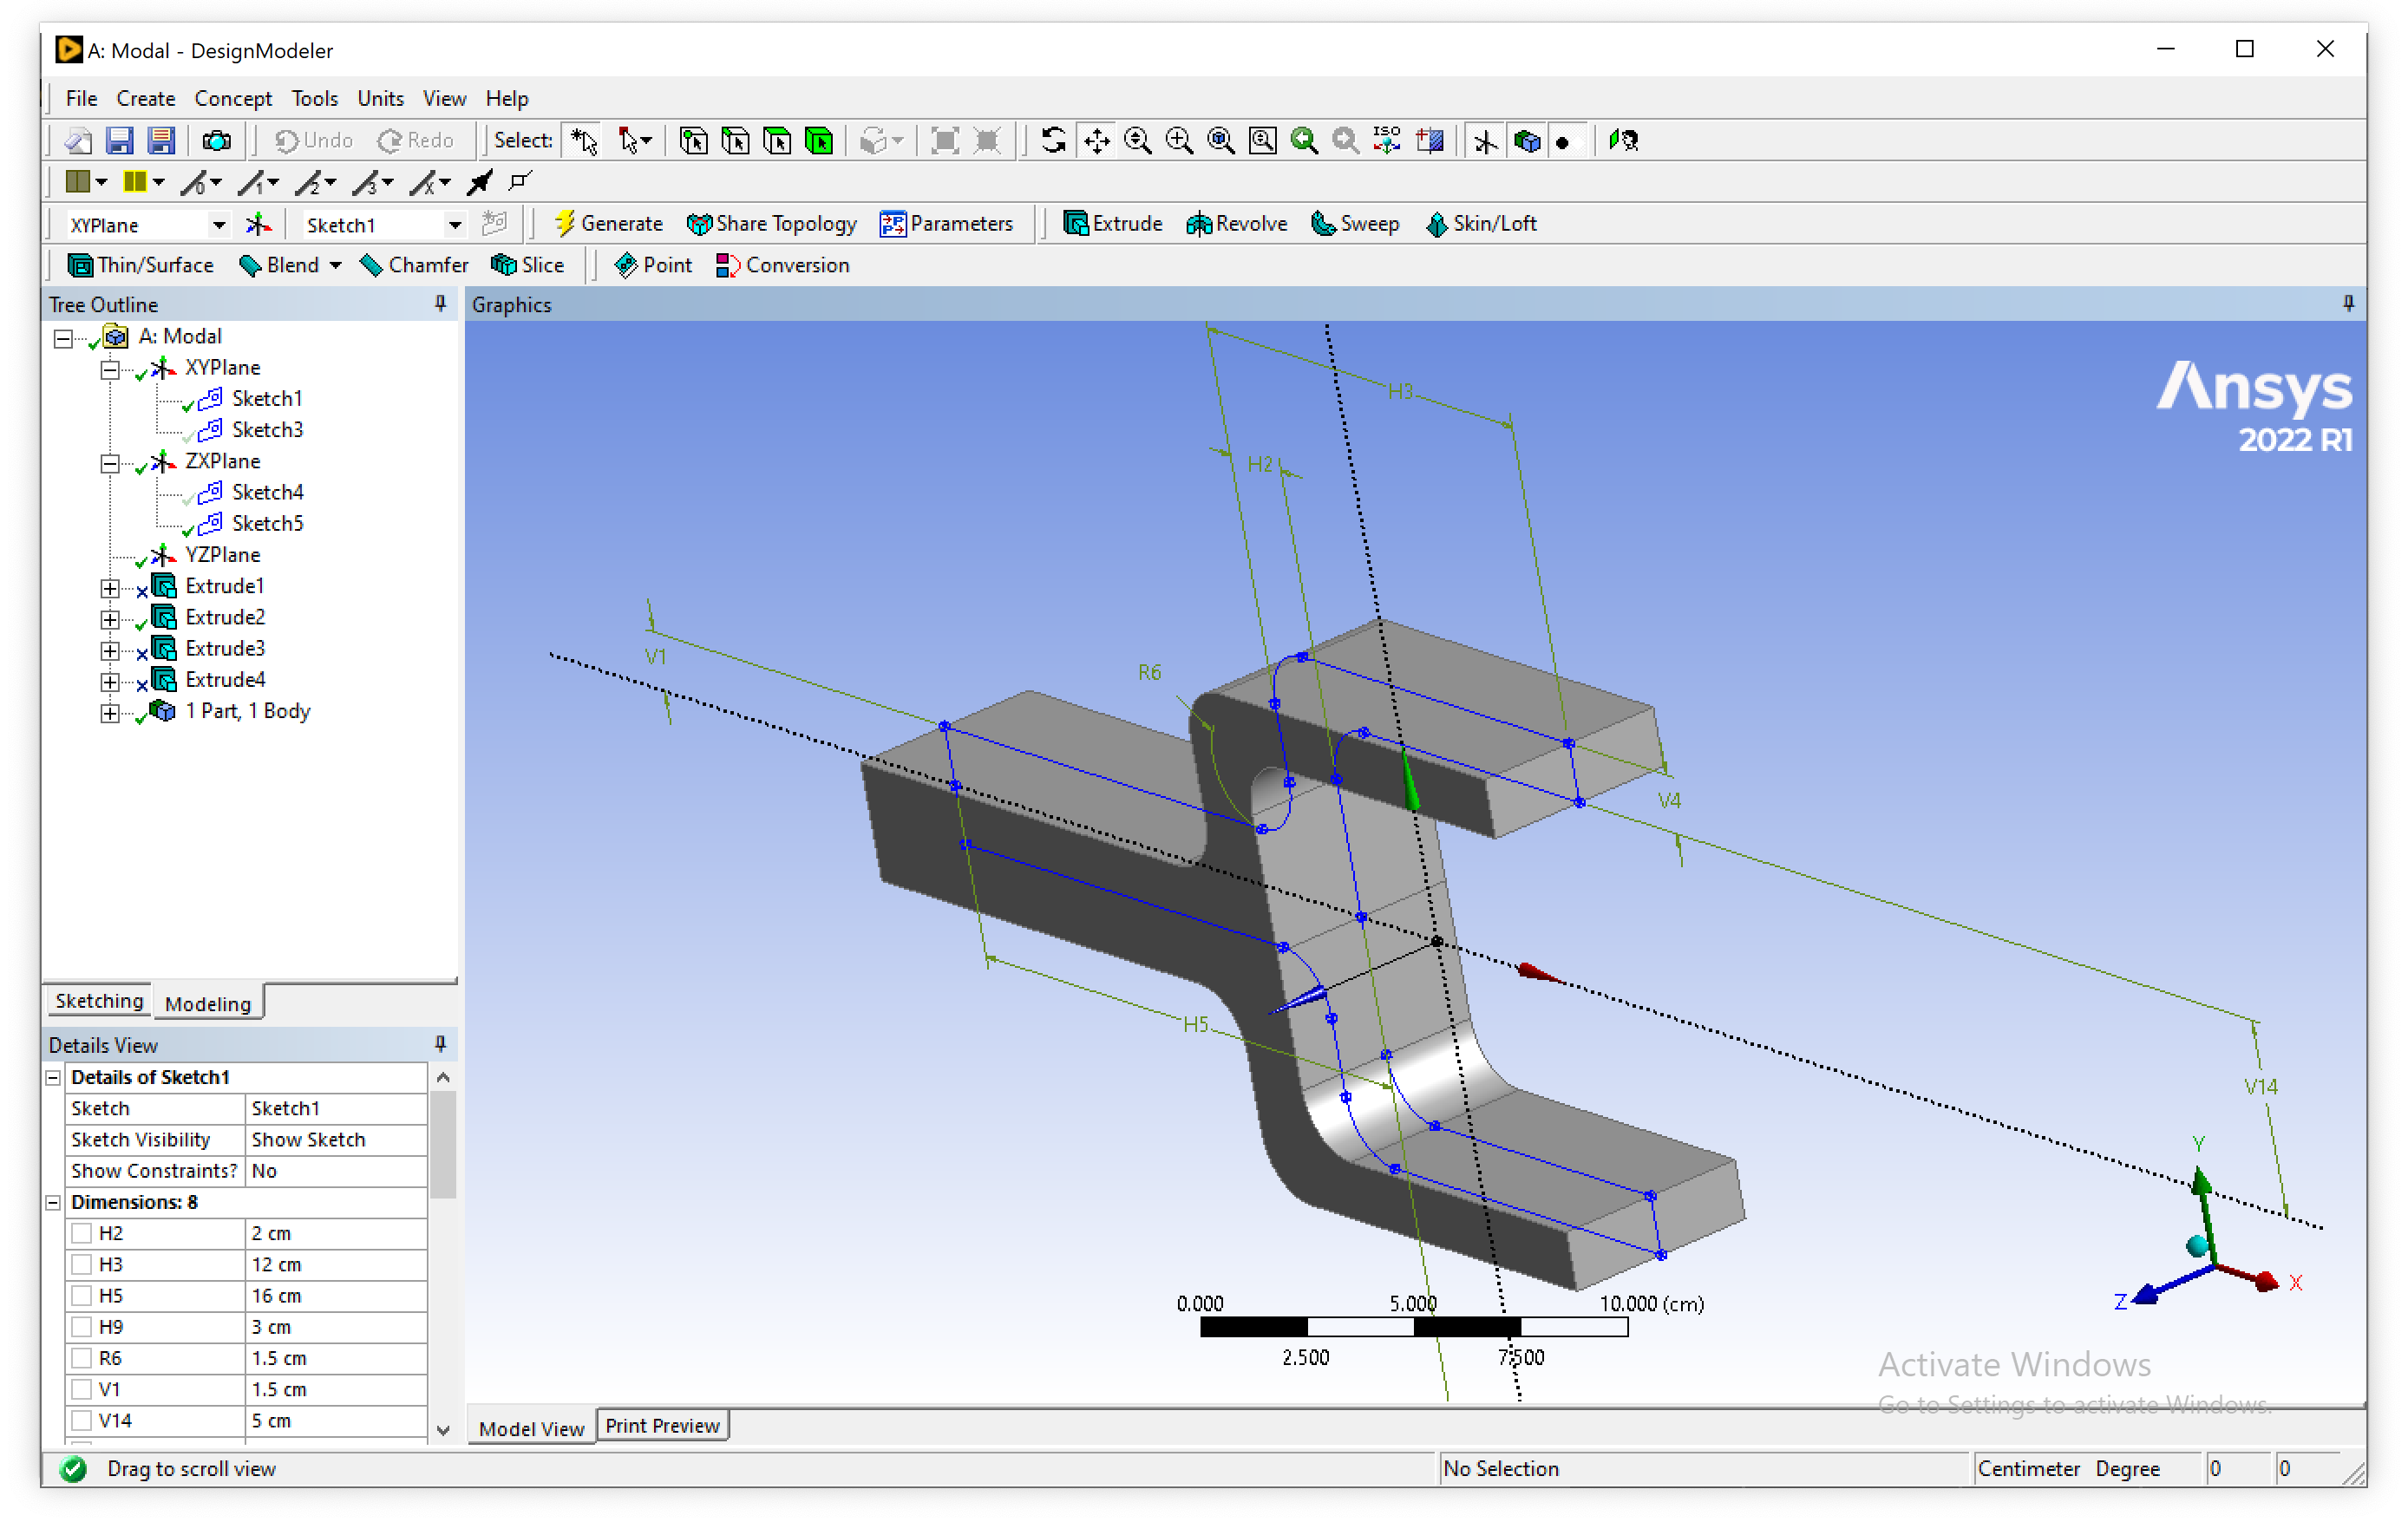 A: Modal - DesignModeler
File Create Concept Tools Units View Help
Undo Redo Select: ISO
0 1 2 3 X
XYPlane Sketch1 Generate Share Topology Parameters Extrude Revolve Sweep Skin/Loft
Thin/Surface Blend Chamfer Slice Point Conversion
Tree Outline
A: Modal
XYPlane
Sketch1
Sketch3
ZXPlane
Sketch4
Sketch5
YZPlane
Extrude1
Extrude2
Extrude3
Extrude4
1 Part, 1 Body
Sketching Modeling
Details View
Details of Sketch1
Sketch Sketch1
Sketch Visibility Show Sketch
Show Constraints? No
Dimensions: 8
H2 2 cm
H3 12 cm
H5 16 cm
H9 3 cm
R6 1.5 cm
V1 1.5 cm
V14 5 cm
Graphics
Ansys
2022 R1
H3
H2
V1
R6
V4
H5
V14
Y
X
Z
0.000 5.000 10.000 (cm)
2.500 7.500
Activate Windows
Go to Settings to activate Windows.
Model View Print Preview
Drag to scroll view No Selection Centimeter Degree 0 0